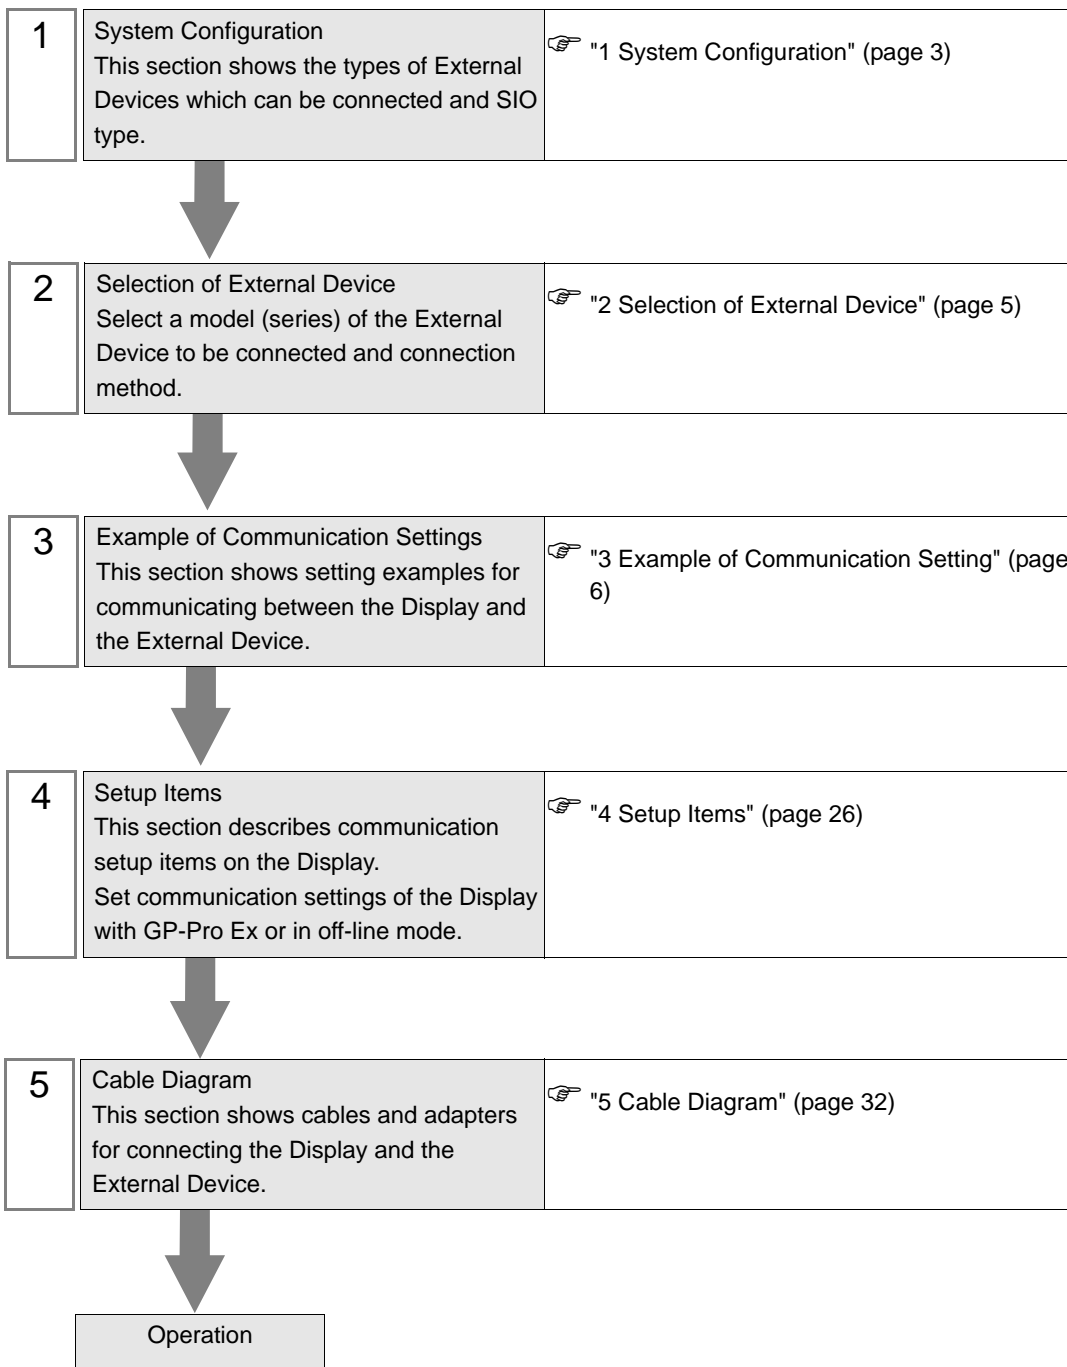 1
System Configuration
This section shows the types of External
Devices which can be connected and SIO
type.
"1 System Configuration" (page 3)
2
Selection of External Device
Select a model (series) of the External
Device to be connected and connection
method.
"2 Selection of External Device" (page 5)
3
Example of Communication Settings
This section shows setting examples for
communicating between the Display and
the External Device.
"3 Example of Communication Setting" (page
6)
4
Setup Items
This section describes communication
setup items on the Display.
Set communication settings of the Display
with GP-Pro Ex or in off-line mode.
"4 Setup Items" (page 26)
5
Cable Diagram
This section shows cables and adapters
for connecting the Display and the
External Device.
"5 Cable Diagram" (page 32)
Operation